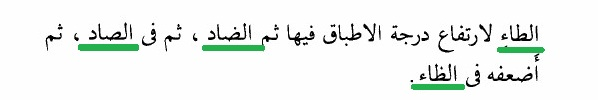 الطاءِ لارتفاع درجة الاطباق فيها ثم الضاد ، ثم فى الصاد ، ثم
أضعفه فى الظاء .